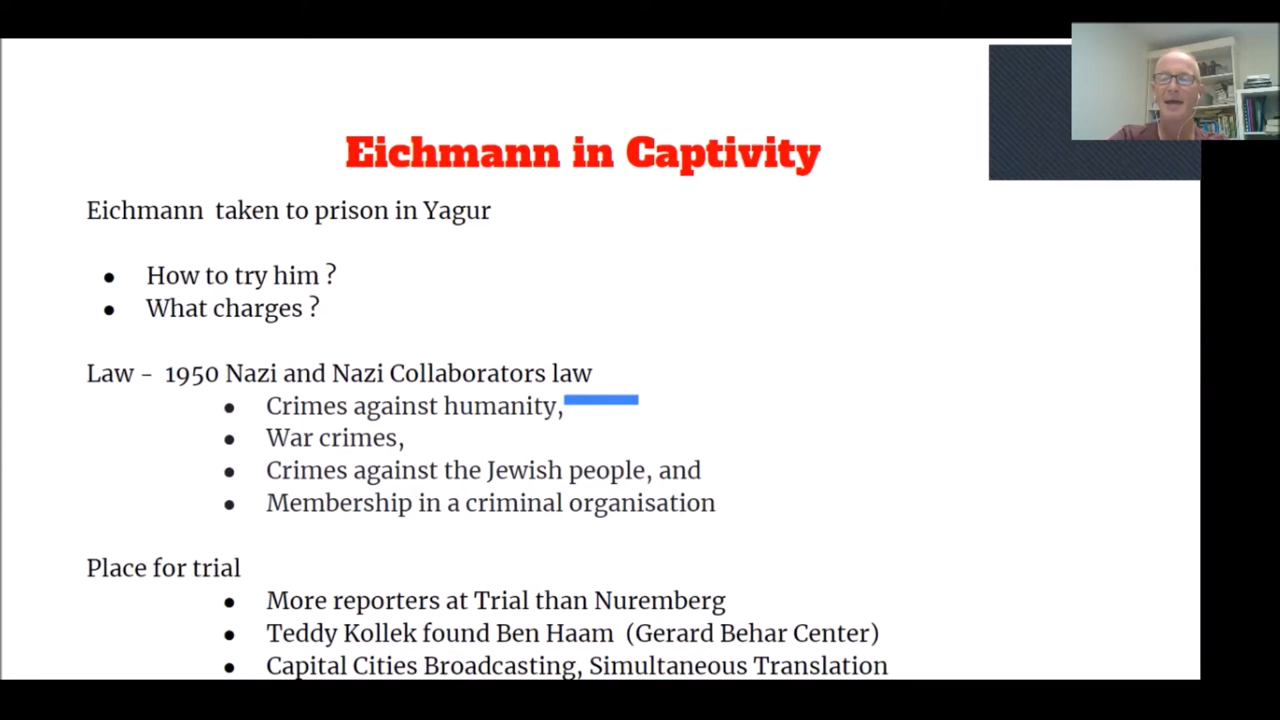 Eichmann in Captivity
Eichmann taken to prison in Yagur
• How to try him ?
• What charges ?
Law - 1950 Nazi and Nazi Collaborators law
• Crimes against humanity,
• War crimes,
• Crimes against the Jewish people, and
• Membership in a criminal organisation
Place for trial
• More reporters at Trial than Nuremberg
• Teddy Kollek found Ben Haam (Gerard Behar Center)
• Capital Cities Broadcasting, Simultaneous Translation